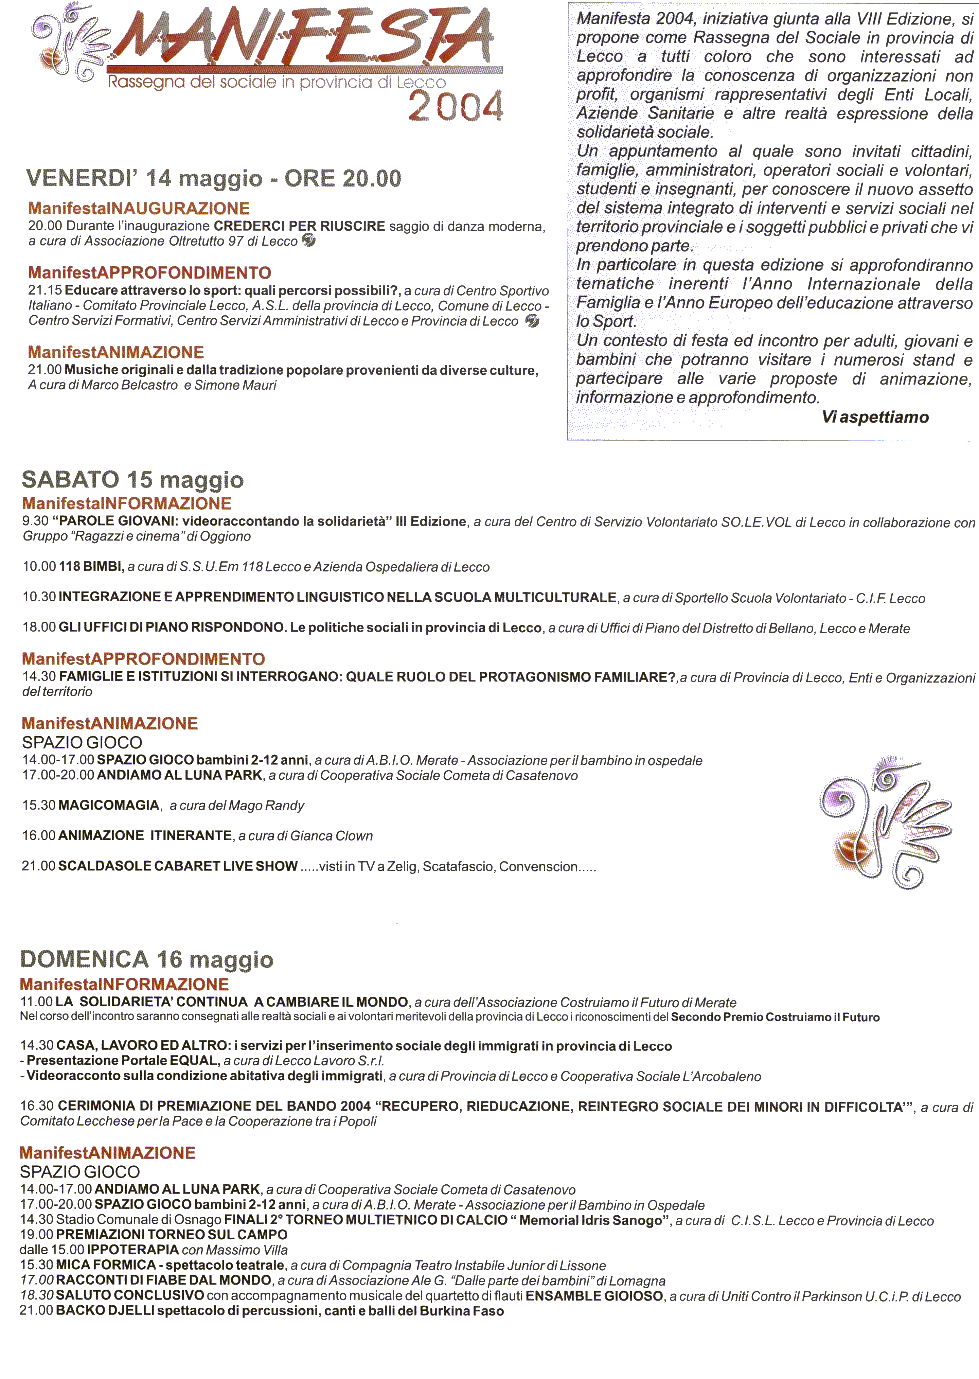 MANIFESTA
Rassegna del sociale in provincia di Lecco
2004
VENERDI' 14 maggio - ORE 20.00
ManifestaINAUGURAZIONE
20.00 Durante l'inaugurazione CREDERCI PER RIUSCIRE saggio di danza moderna,
a cura di Associazione Oltretutto 97 di Lecco
ManifestAPPROFONDIMENTO
21.15 Educare attraverso lo sport: quali percorsi possibili?, a cura di Centro Sportivo
Italiano - Comitato Provinciale Lecco, A.S.L. della provincia di Lecco, Comune di Lecco -
Centro Servizi Formativi, Centro Servizi Amministrativi di Lecco e Provincia di Lecco
ManifestANIMAZIONE
21.00 Musiche originali e dalla tradizione popolare provenienti da diverse culture,
A cura di Marco Belcastro e Simone Mauri
Manifesta 2004, iniziativa giunta alla VIII Edizione, si
propone come Rassegna del Sociale in provincia di
Lecco a tutti coloro che sono interessati ad
approfondire la conoscenza di organizzazioni non
profit, organismi rappresentativi degli Enti Locali,
Aziende Sanitarie e altre realtà espressione della
solidarietà sociale.
Un appuntamento al quale sono invitati cittadini,
famiglie, amministratori, operatori sociali e volontari,
studenti e insegnanti, per conoscere il nuovo assetto
del sistema integrato di interventi e servizi sociali nel
territorio provinciale e i soggetti pubblici e privati che vi
prendono parte.
In particolare in questa edizione si approfondiranno
tematiche inerenti l'Anno Internazionale della
Famiglia e l'Anno Europeo dell'educazione attraverso
lo Sport.
Un contesto di festa ed incontro per adulti, giovani e
bambini che potranno visitare i numerosi stand e
partecipare alle varie proposte di animazione,
informazione e approfondimento.
Vi aspettiamo
SABATO 15 maggio
ManifestaINFORMAZIONE
9.30 "PAROLE GIOVANI: videoraccontando la solidarietà" III Edizione, a cura del Centro di Servizio Volontariato SO.LE.VOL di Lecco in collaborazione con
Gruppo "Ragazzi e cinema" di Oggiono
10.00 118 BIMBI, a cura di S.S.U.Em 118 Lecco e Azienda Ospedaliera di Lecco
10.30 INTEGRAZIONE E APPRENDIMENTO LINGUISTICO NELLA SCUOLA MULTICULTURALE, a cura di Sportello Scuola Volontariato - C.I.F. Lecco
18.00 GLI UFFICI DI PIANO RISPONDONO. Le politiche sociali in provincia di Lecco, a cura di Uffici di Piano del Distretto di Bellano, Lecco e Merate
ManifestAPPROFONDIMENTO
14.30 FAMIGLIE E ISTITUZIONI SI INTERROGANO: QUALE RUOLO DEL PROTAGONISMO FAMILIARE?, a cura di Provincia di Lecco, Enti e Organizzazioni
del territorio
ManifestANIMAZIONE
SPAZIO GIOCO
14.00-17.00 SPAZIO GIOCO bambini 2-12 anni, a cura di A.B.I.O. Merate - Associazione per il bambino in ospedale
17.00-20.00 ANDIAMO AL LUNA PARK, a cura di Cooperativa Sociale Cometa di Casatenovo
15.30 MAGICOMAGIA, a cura del Mago Randy
16.00 ANIMAZIONE ITINERANTE, a cura di Gianca Clown
21.00 SCALDASOLE CABARET LIVE SHOW .....visti in TV a Zelig, Scatafascio, Convenscion.....
DOMENICA 16 maggio
ManifestaINFORMAZIONE
11.00 LA SOLIDARIETA' CONTINUA A CAMBIARE IL MONDO, a cura dell'Associazione Costruiamo il Futuro di Merate
Nel corso dell'incontro saranno consegnati alle realtà sociali e ai volontari meritevoli della provincia di Lecco i riconoscimenti del Secondo Premio Costruiamo il Futuro
14.30 CASA, LAVORO ED ALTRO: i servizi per l'inserimento sociale degli immigrati in provincia di Lecco
- Presentazione Portale EQUAL, a cura di Lecco Lavoro S.r.l.
- Videoracconto sulla condizione abitativa degli immigrati, a cura di Provincia di Lecco e Cooperativa Sociale L'Arcobaleno
16.30 CERIMONIA DI PREMIAZIONE DEL BANDO 2004 "RECUPERO, RIEDUCAZIONE, REINTEGRO SOCIALE DEI MINORI IN DIFFICOLTA'", a cura di
Comitato Lecchese per la Pace e la Cooperazione tra i Popoli
ManifestANIMAZIONE
SPAZIO GIOCO
14.00-17.00 ANDIAMO AL LUNA PARK, a cura di Cooperativa Sociale Cometa di Casatenovo
17.00-20.00 SPAZIO GIOCO bambini 2-12 anni, a cura di A.B.I.O. Merate - Associazione per il Bambino in Ospedale
14.30 Stadio Comunale di Osnago FINALI 2° TORNEO MULTIETNICO DI CALCIO " Memorial Idris Sanogo", a cura di C.I.S.L. Lecco e Provincia di Lecco
19.00 PREMIAZIONI TORNEO SUL CAMPO
dalle 15.00 IPPOTERAPIA con Massimo Villa
15.30 MICA FORMICA - spettacolo teatrale, a cura di Compagnia Teatro Instabile Junior di Lissone
17.00 RACCONTI DI FIABE DAL MONDO, a cura di Associazione Ale G. "Dalle parte dei bambini" di Lomagna
18.30 SALUTO CONCLUSIVO con accompagnamento musicale del quartetto di flauti ENSAMBLE GIOIOSO, a cura di Uniti Contro il Parkinson U.C.i.P. di Lecco
21.00 BACKO DJELLI spettacolo di percussioni, canti e balli del Burkina Faso